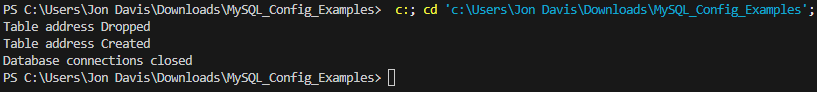 PS C:\Users\Jon Davis\Downloads\MySQL_Config_Examples>  c:; cd 'c:\Users\Jon Davis\Downloads\MySQL_Config_Examples';
Table address Dropped
Table address Created
Database connections closed
PS C:\Users\Jon Davis\Downloads\MySQL_Config_Examples>